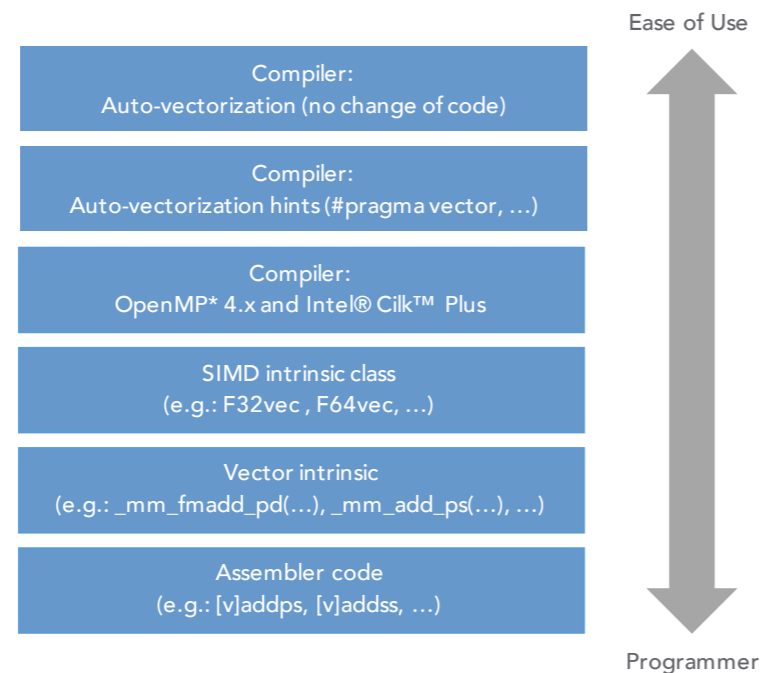 Ease of Use
Compiler:
Auto-vectorization (no change of code)
Compiler:
Auto-vectorization hints (#pragma vector, …)
Compiler:
OpenMP* 4.x and Intel® Cilk™ Plus
SIMD intrinsic class
(e.g.: F32vec , F64vec, …)
Vector intrinsic
(e.g.: _mm_fmadd_pd(…), _mm_add_ps(…), …)
Assembler code
(e.g.: [v]addps, [v]addss, …)
Programmer